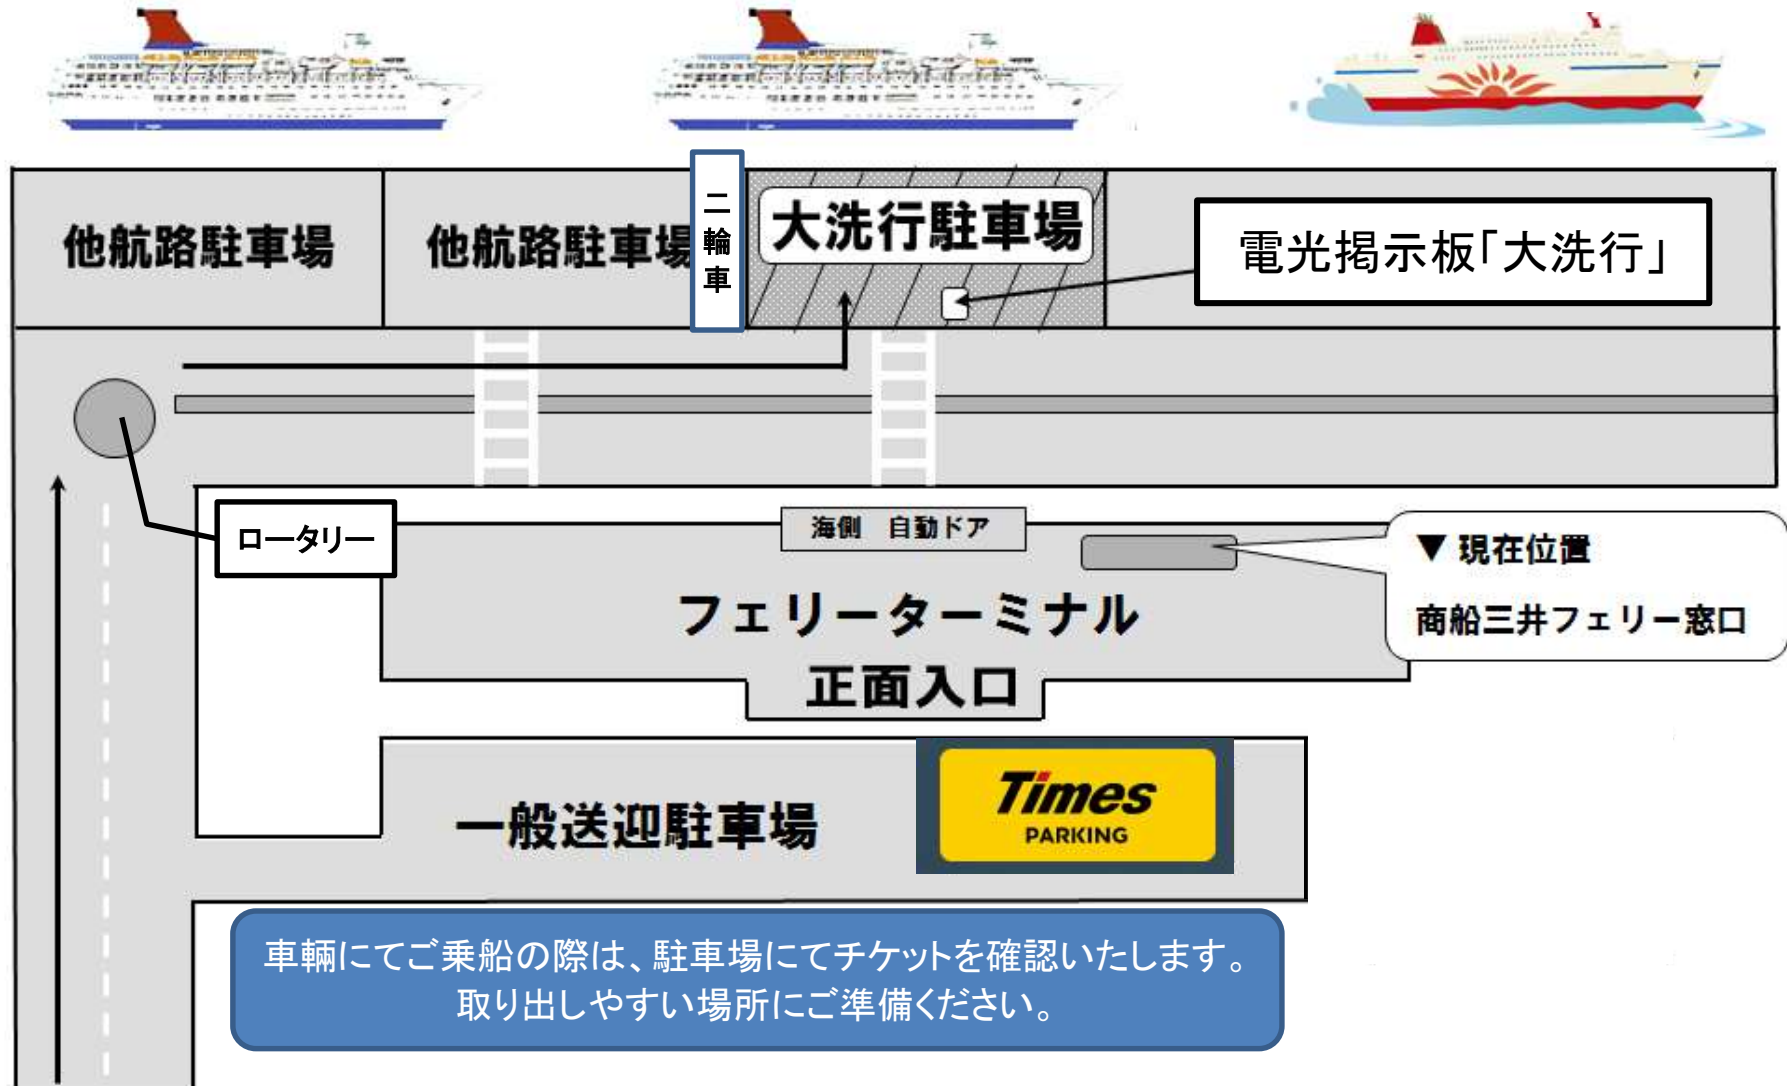 他航路駐車場
他航路駐車場
二輪車
大洗行駐車場
電光掲示板「大洗行」
ロータリー
海側 自動ドア
▼ 現在位置
商船三井フェリー窓口
フェリーターミナル
正面入口
一般送迎駐車場
Times
PARKING
車輌にてご乗船の際は、駐車場にてチケットを確認いたします。
取り出しやすい場所にご準備ください。